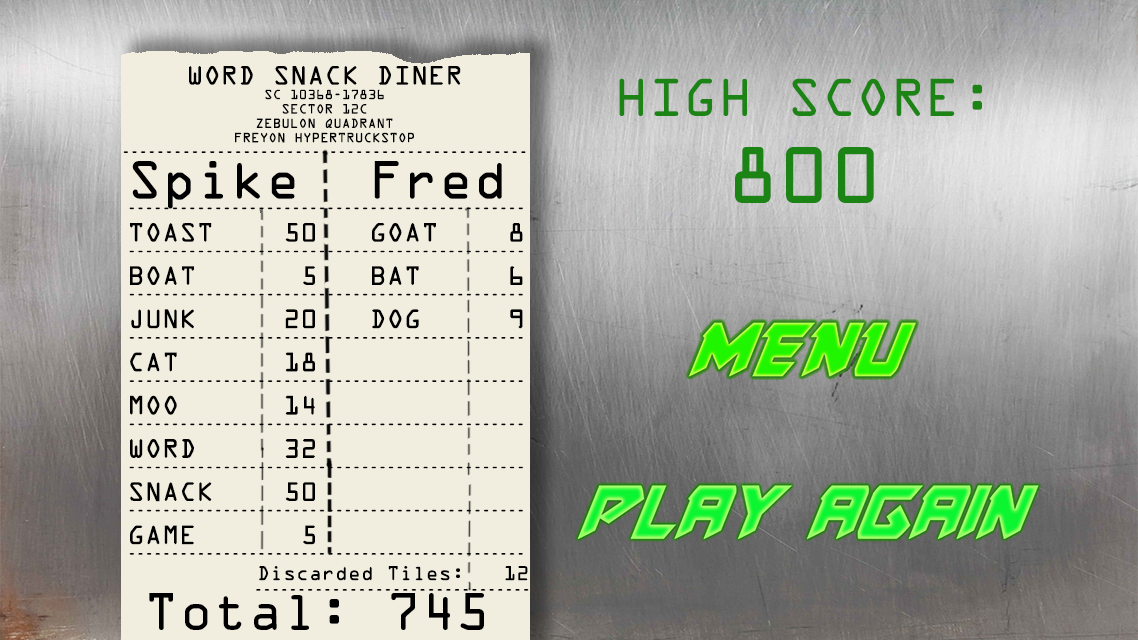 WORD SNACK DINER
SC 10368-17836
SECTOR 12C
ZEBULON QUADRANT
FREYON HYPERTRUCKSTOP
Spike Fred
TOAST 50 GOAT 8
BOAT 5 BAT 6
JUNK 20 DOG 9
CAT 18
MOO 14
WORD 32
SNACK 50
GAME 5
Discarded Tiles: 12
Total: 745
HIGH SCORE:
800
MENU
PLAY AGAIN